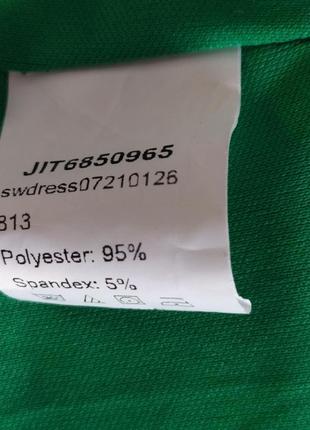 JIT6850965
swdress07210126
813
Polyester: 95%
Spandex: 5%